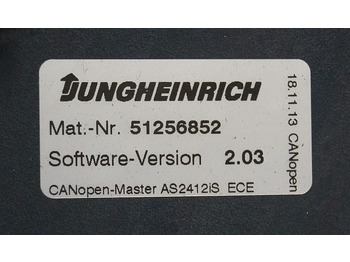 JUNGHEINRICH
Mat.-Nr. 51256852
Software-Version 2.03
CANopen-Master AS2412iS ECE
18.11.13 CANopen